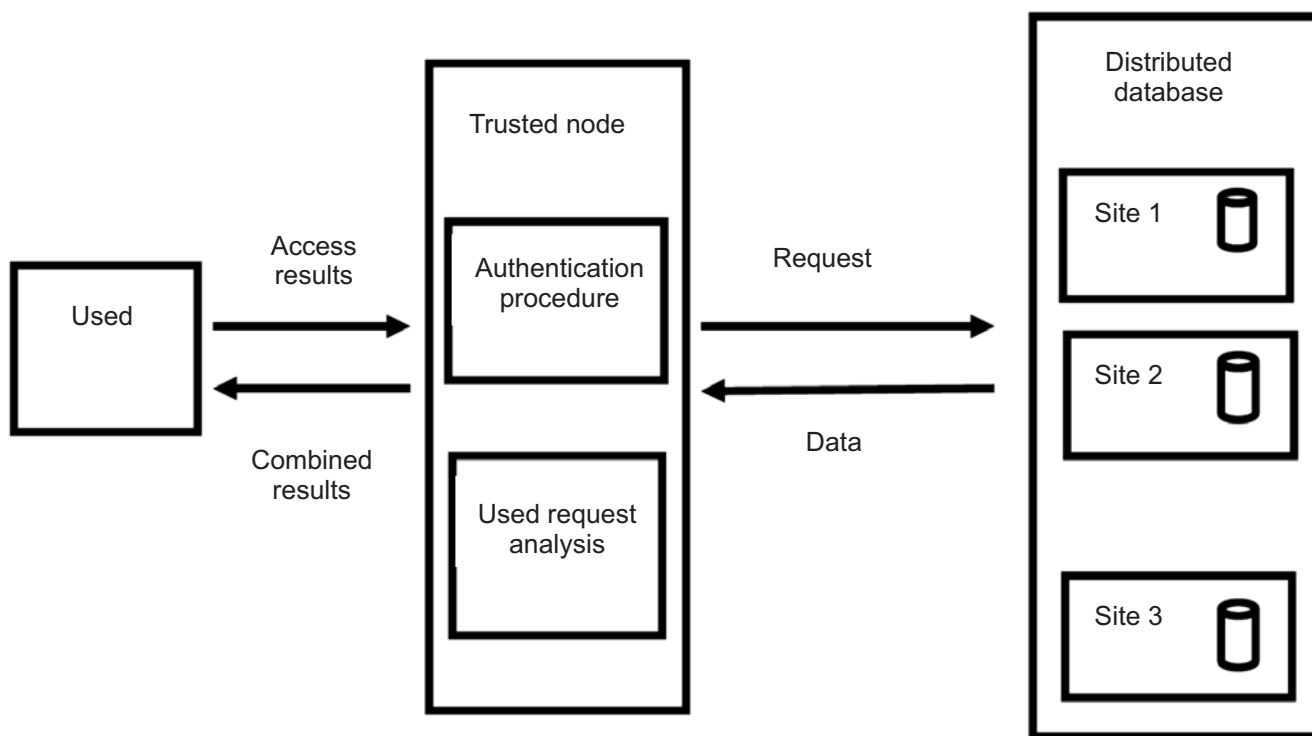 Used
Access
results
Combined
results
Trusted node
Authentication
procedure
Used request
analysis
Request
Data
Distributed
database
Site 1
Site 2
Site 3